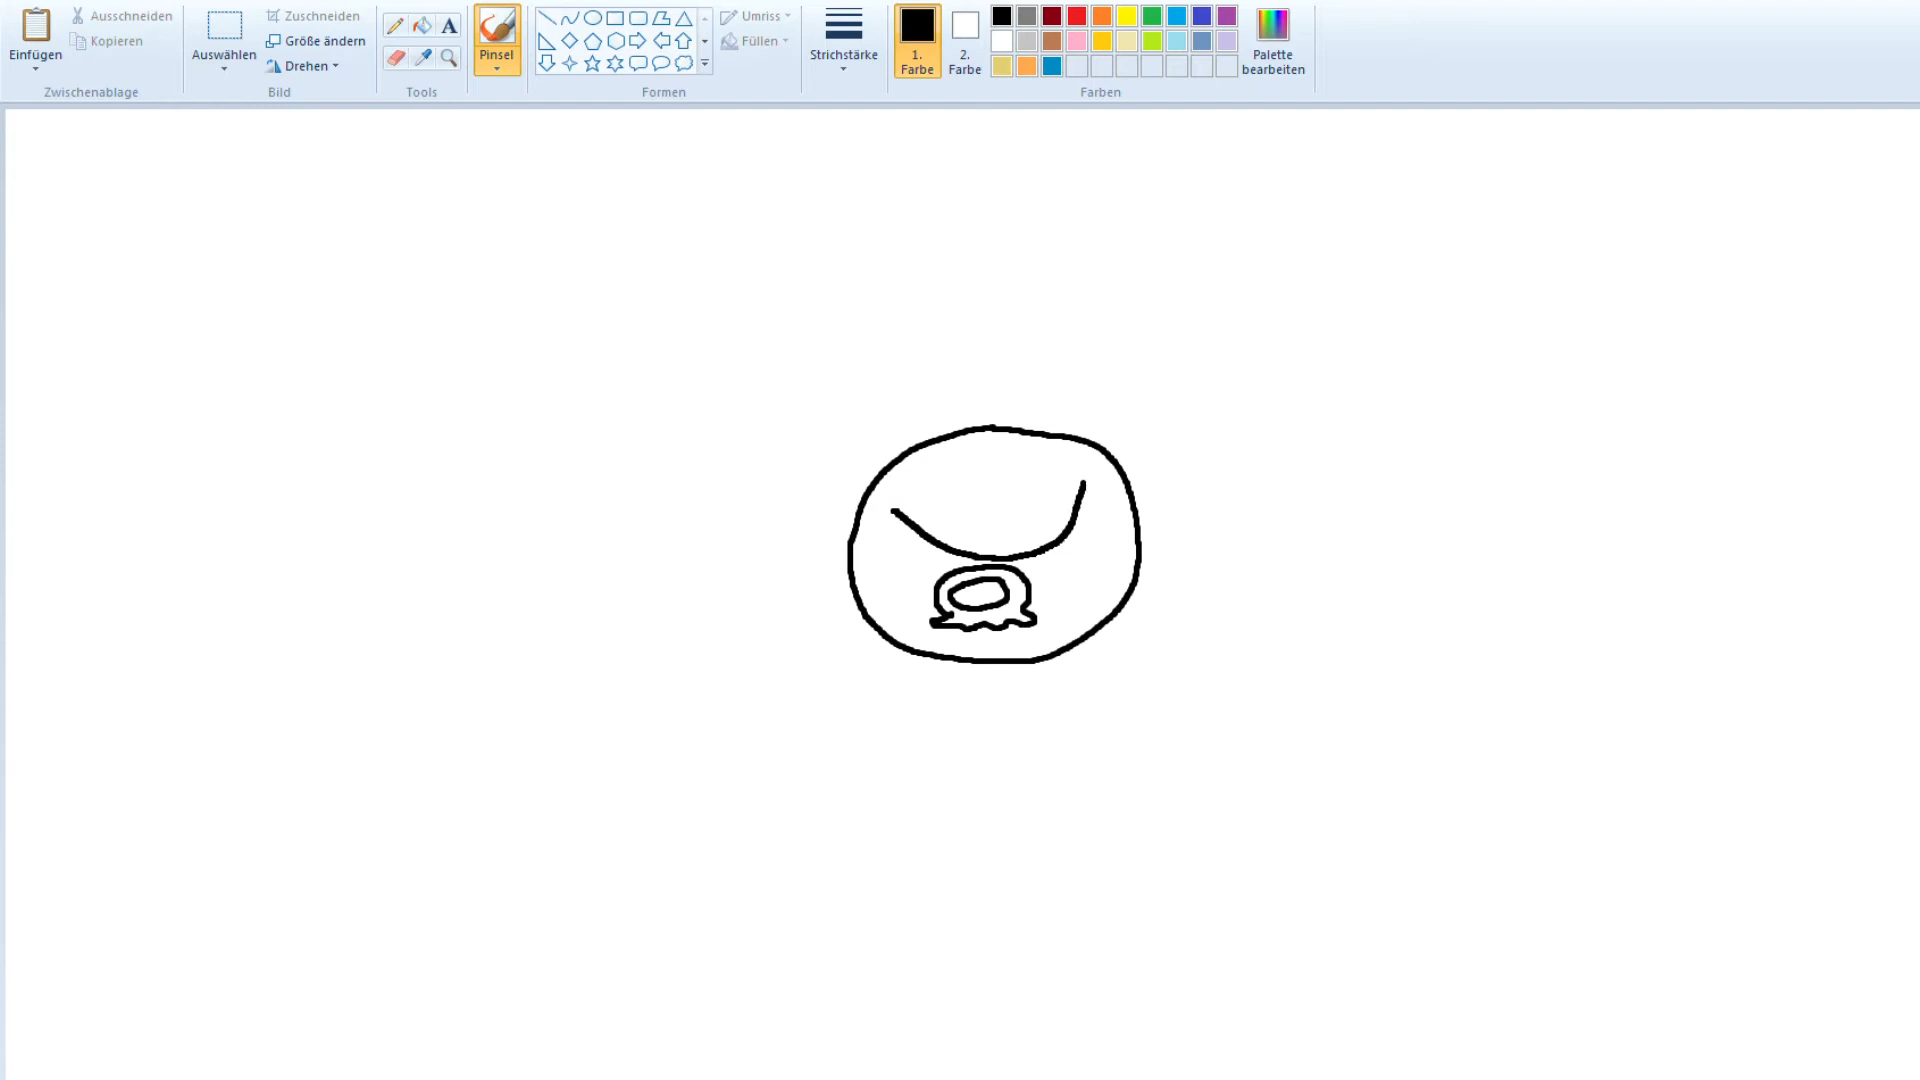 Einfügen
Ausschneiden
Kopieren
Zwischenablage
Auswählen
Zuschneiden
Größe ändern
Drehen
Bild
A
Tools
Pinsel
Formen
Umriss
Füllen
Strichstärke
1.
Farbe
2.
Farbe
Palette
bearbeiten
Farben